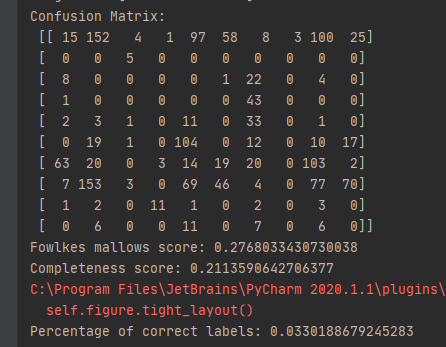 Confusion Matrix:
[[ 15 152   4   1  97  58   8   3 100  25]
[  0   0   5   0   0   0   0   0   0   0]
[  8   0   0   0   0   1  22   0   4   0]
[  1   0   0   0   0   0  43   0   0   0]
[  2   3   1   0  11   0  33   0   1   0]
[  0  19   1   0 104   0  12   0  10  17]
[ 63  20   0   3  14  19  20   0 103   2]
[  7 153   3   0  69  46   4   0  77  70]
[  1   2   0  11   1   0   2   0   3   0]
[  0   6   0   0  11   0   7   0   6   0]]
Fowlkes mallows score: 0.2768033430730038
Completeness score: 0.2113590642706377
C:\Program Files\JetBrains\PyCharm 2020.1.1\plugins\
self.figure.tight_layout()
Percentage of correct labels: 0.0330188679245283